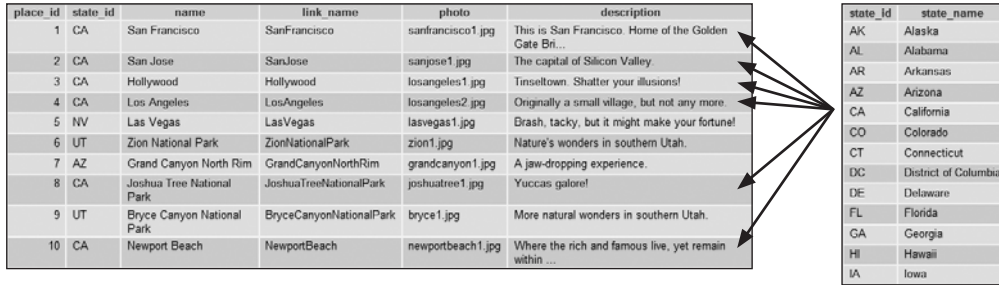 place_id state_id name link_name photo description
1 CA San Francisco SanFrancisco sanfrancisco1.jpg This is San Francisco. Home of the Golden
Gate Bri...
2 CA San Jose SanJose sanjose1.jpg The capital of Silicon Valley.
3 CA Hollywood Hollywood losangeles1.jpg Tinseltown. Shatter your illusions!
4 CA Los Angeles LosAngeles losangeles2.jpg Originally a small village, but not any more.
5 NV Las Vegas LasVegas lasvegas1.jpg Brash, tacky, but it might make your fortune!
6 UT Zion National Park ZionNationalPark zion1.jpg Nature's wonders in southern Utah.
7 AZ Grand Canyon North Rim GrandCanyonNorthRim grandcanyon1.jpg A jaw-dropping experience.
8 CA Joshua Tree National JoshuaTreeNationalPark joshuatree1.jpg Yuccas galore!
Park
9 UT Bryce Canyon National BryceCanyonNationalPark bryce1.jpg More natural wonders in southern Utah.
Park
10 CA Newport Beach NewportBeach newportbeach1.jpg Where the rich and famous live, yet remain
within ...
state_id state_name
AK Alaska
AL Alabama
AR Arkansas
AZ Arizona
CA California
CO Colorado
CT Connecticut
DC District of Columbia
DE Delaware
FL Florida
GA Georgia
HI Hawaii
IA Iowa